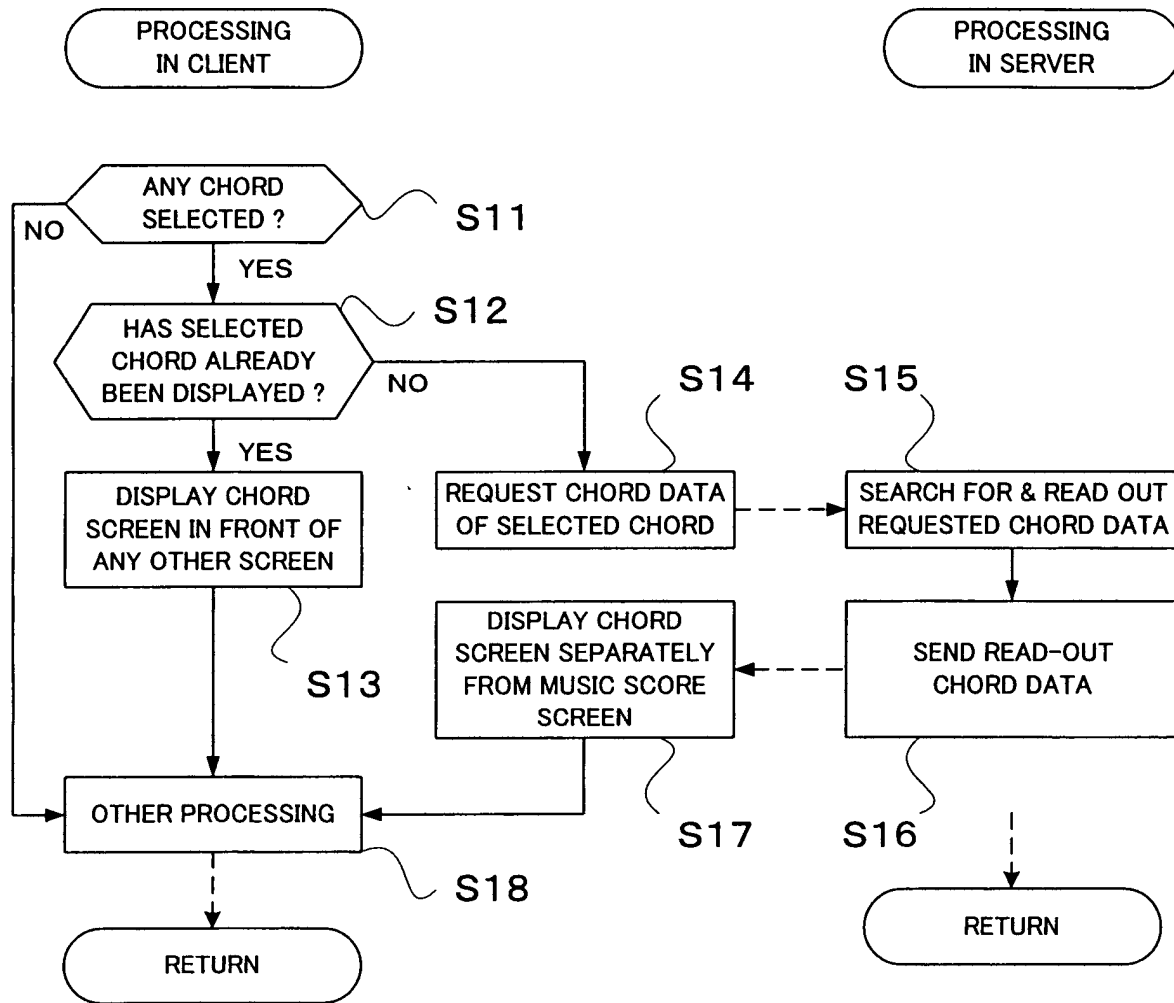 PROCESSING
IN CLIENT
PROCESSING
IN SERVER
ANY CHORD
SELECTED ?
S11
NO
YES
S12
HAS SELECTED
CHORD ALREADY
BEEN DISPLAYED ?
NO
YES
S14
S15
DISPLAY CHORD
SCREEN IN FRONT OF
ANY OTHER SCREEN
REQUEST CHORD DATA
OF SELECTED CHORD
SEARCH FOR & READ OUT
REQUESTED CHORD DATA
S13
DISPLAY CHORD
SCREEN SEPARATELY
FROM MUSIC SCORE
SCREEN
SEND READ-OUT
CHORD DATA
OTHER PROCESSING
S17
S16
S18
RETURN
RETURN